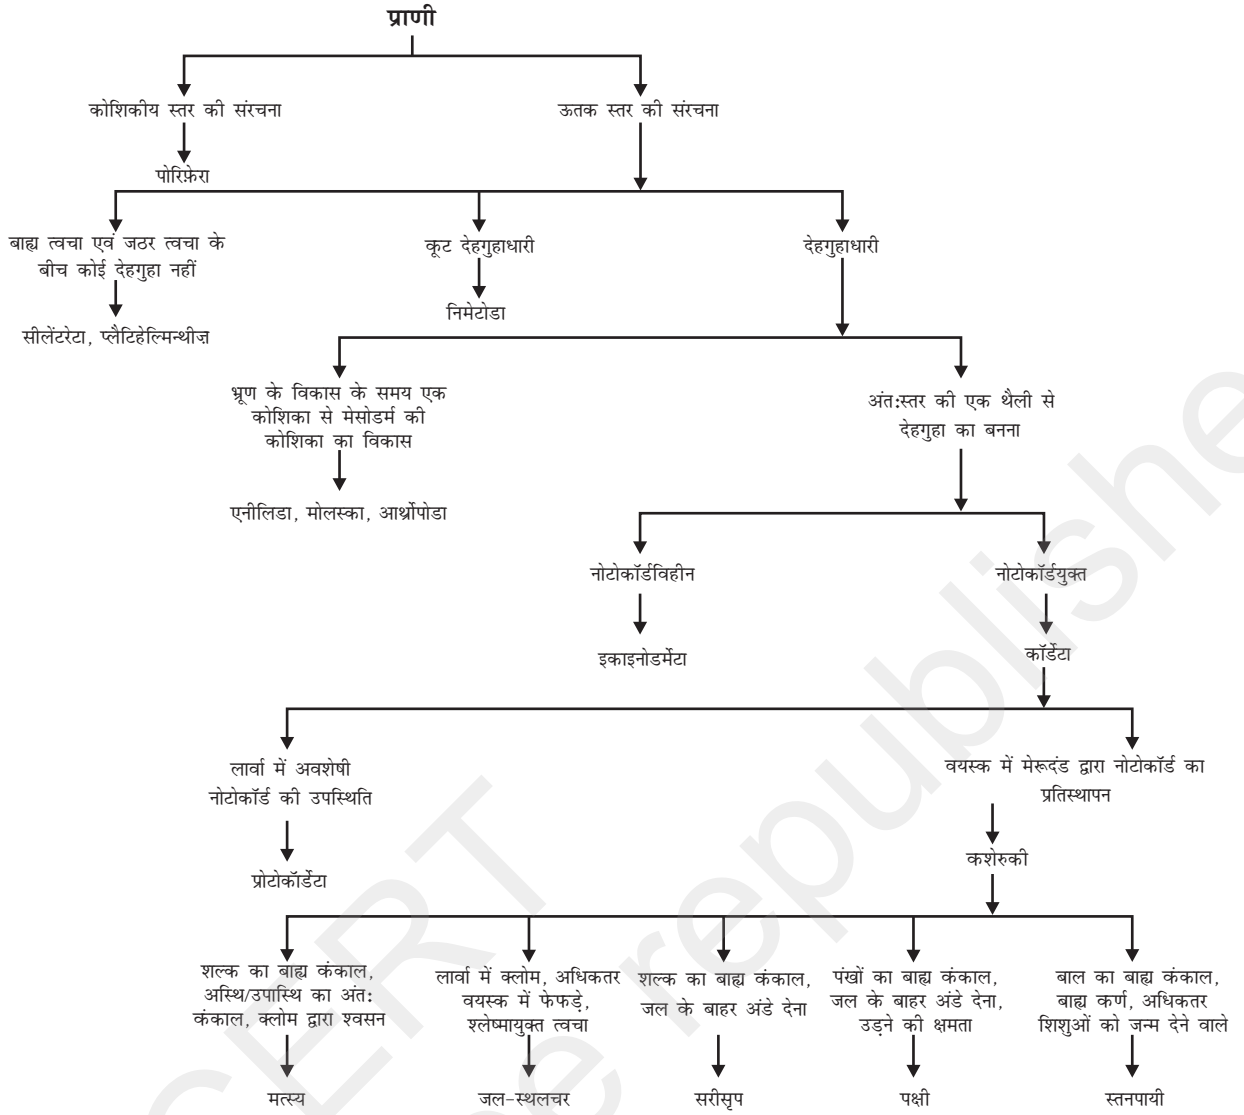 प्राणी
कोशिकीय स्तर की संरचना
ऊतक स्तर की संरचना
पोरिफ़ेरा
बाह्य त्वचा एवं जठर त्वचा के
बीच कोई देहगुहा नहीं
कूट देहगुहाधारी
देहगुहाधारी
निमेटोडा
सीलेंटरेटा, प्लैटिहेल्मिन्थीज़
भ्रूण के विकास के समय एक
कोशिका से मेसोडर्म की
कोशिका का विकास
अंत:स्तर की एक थैली से
देहगुहा का बनना
एनीलिडा, मोलस्का, आर्थ्रोपोडा
नोटोकॉर्डविहीन
नोटोकॉर्डयुक्त
इकाइनोडर्मेटा
कॉर्डेटा
लार्वा में अवशेषी
नोटोकॉर्ड की उपस्थिति
वयस्क में मेरूदंड द्वारा नोटोकॉर्ड का
प्रतिस्थापन
प्रोटोकॉर्डेटा
कशेरुकी
शल्क का बाह्य कंकाल,
अस्थि/उपास्थि का अंत:
कंकाल, क्लोम द्वारा श्वसन
लार्वा में क्लोम, अधिकतर
वयस्क में फेफड़े,
श्लेष्मायुक्त त्वचा
शल्क का बाह्य कंकाल,
जल के बाहर अंडे देना
पंखों का बाह्य कंकाल,
जल के बाहर अंडे देना,
उड़ने की क्षमता
बाल का बाह्य कंकाल,
बाह्य कर्ण, अधिकतर
शिशुओं को जन्म देने वाले
मत्स्य
जल-स्थलचर
सरीसृप
पक्षी
स्तनपायी
CERT
e republishe